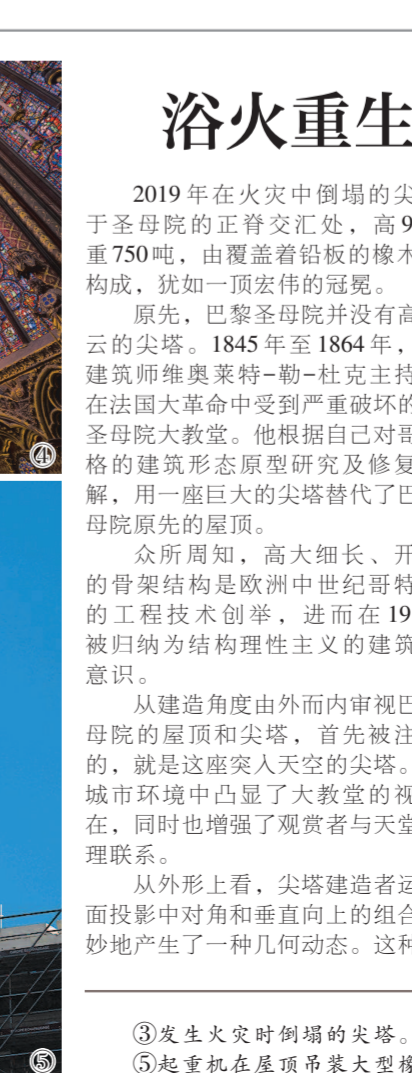 浴火重生
2019年在火灾中倒塌的尖
于圣母院的正脊交汇处，高9
重750吨，由覆盖着铅板的橡木
构成，犹如一顶宏伟的冠冕。
原先，巴黎圣母院并没有高
云的尖塔。1845年至1864年，
建筑师维奥莱特-勒-杜克主持
在法国大革命中受到严重破坏的
圣母院大教堂。他根据自己对哥
格的建筑形态原型研究及修复
解，用一座巨大的尖塔替代了巴
母院原先的屋顶。
众所周知，高大细长、开
的骨架结构是欧洲中世纪哥特
的工程技术创举，进而在19
被归纳为结构理性主义的建筑
意识。
从建造角度由外而内审视巴
母院的屋顶和尖塔，首先被注
的，就是这座突入天空的尖塔。
城市环境中凸显了大教堂的视
在，同时也增强了观赏者与天堂
理联系。
从外形上看，尖塔建造者运
面投影中对角和垂直向上的组合
妙地产生了一种几何动态。这种
③发生火灾时倒塌的尖塔。
⑤起重机在屋顶吊装大型橡
④
⑤